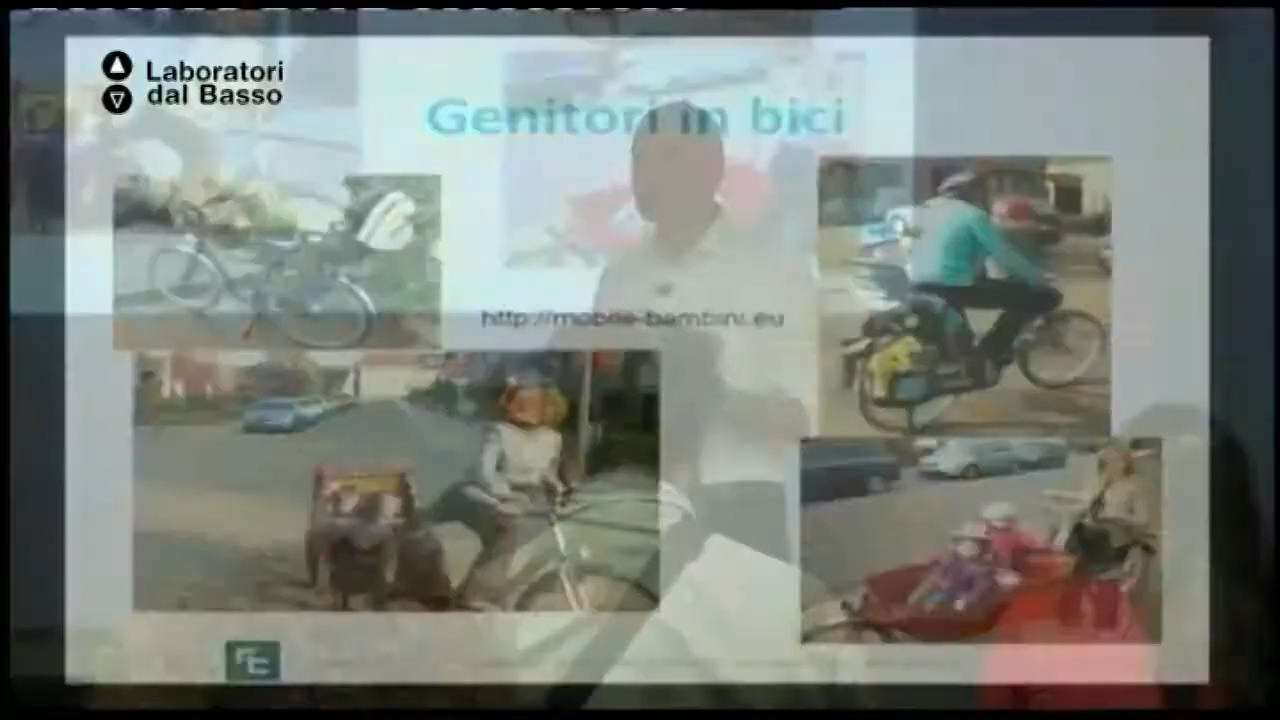 Laboratori
dal Basso
Genitori in bici
http://mobile-bambini.eu